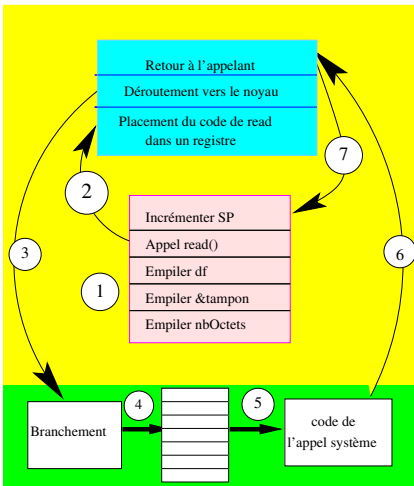 Retour à l'appelant
Déroutement vers le noyau
Placement du code de read
dans un registre
7
2
Incrémenter SP
Appel read()
3
6
Empiler df
1
Empiler &tampon
Empiler nbOctets
4
5
Branchement
code de
l'appel système